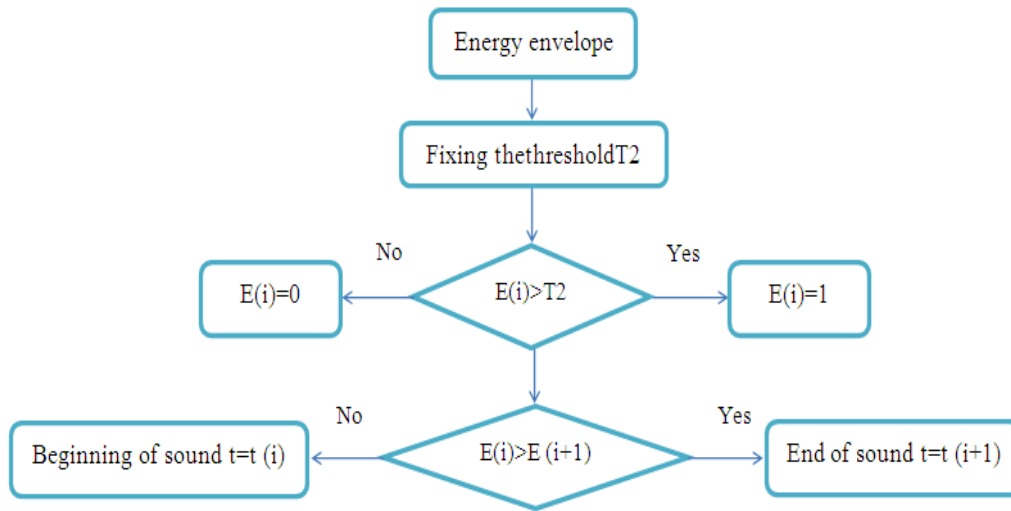 Energy envelope
Fixing thethresholdT2
No
Yes
E(i)=0
E(i)>T2
E(i)=1
No
Yes
Beginning of sound t=t (i)
E(i)>E (i+1)
End of sound t=t (i+1)